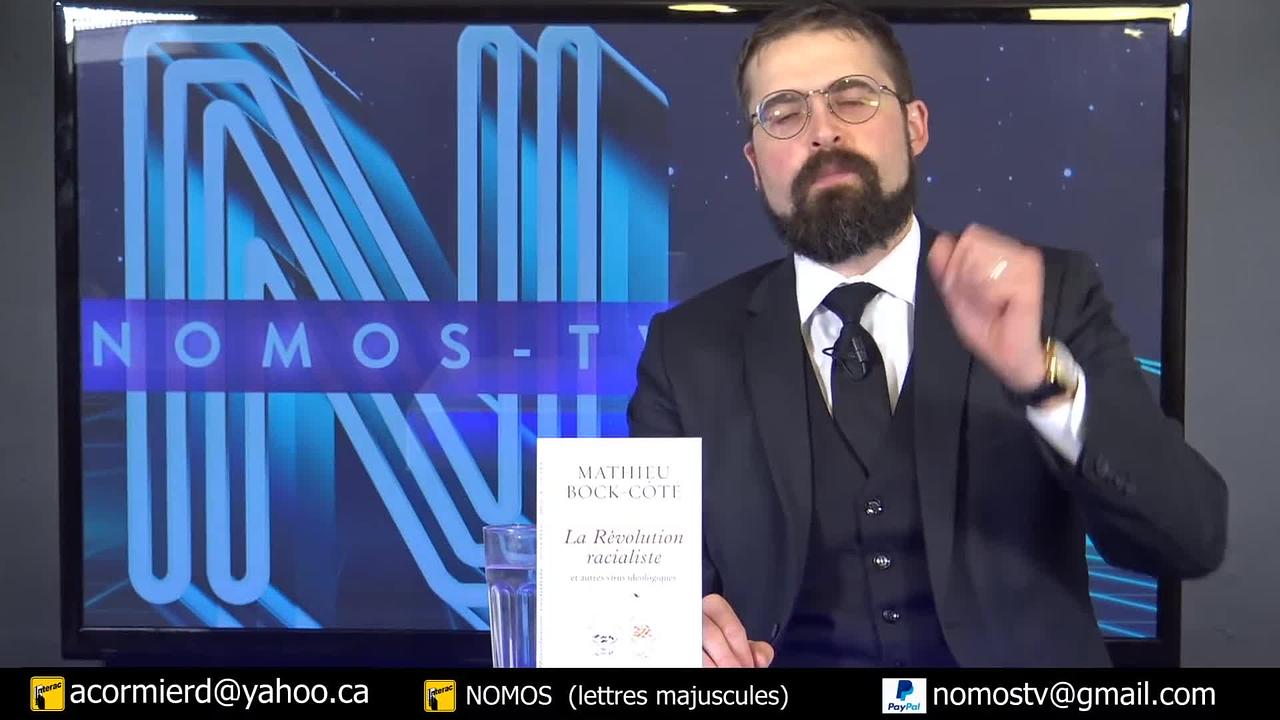 NOMOS-TV
MATHIEU
BOCK-CÔTÉ
La Révolution
racialiste
et autres virus idéologiques
interac
acormierd@yahoo.ca
interac
NOMOS (lettres majuscules)
PayPal
nomostv@gmail.com